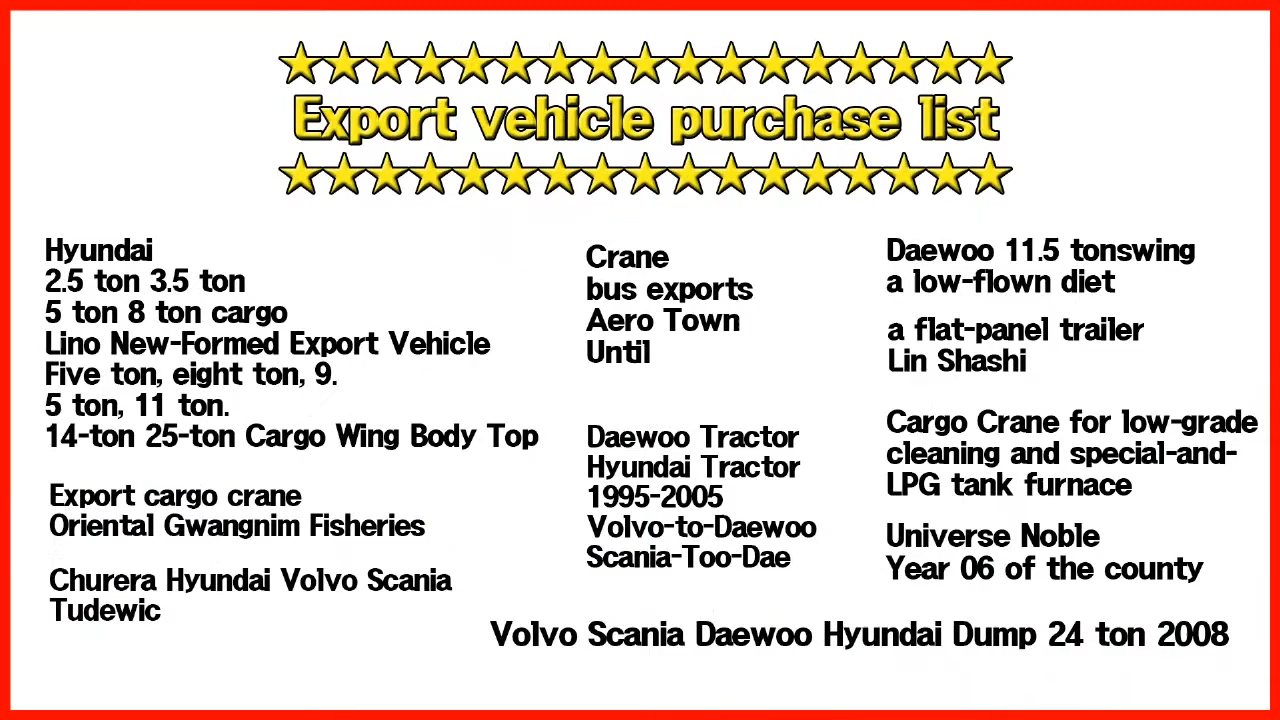 Export vehicle purchase list
Hyundai
2.5 ton 3.5 ton
5 ton 8 ton cargo
Lino New-Formed Export Vehicle
Five ton, eight ton, 9.
5 ton, 11 ton.
14-ton 25-ton Cargo Wing Body Top
Export cargo crane
Oriental Gwangnim Fisheries
Churera Hyundai Volvo Scania
Tudewic
Crane
bus exports
Aero Town
Until
Daewoo Tractor
Hyundai Tractor
1995-2005
Volvo-to-Daewoo
Scania-Too-Dae
Daewoo 11.5 tonswing
a low-flown diet
a flat-panel trailer
Lin Shashi
Cargo Crane for low-grade
cleaning and special-and-
LPG tank furnace
Universe Noble
Year 06 of the county
Volvo Scania Daewoo Hyundai Dump 24 ton 2008